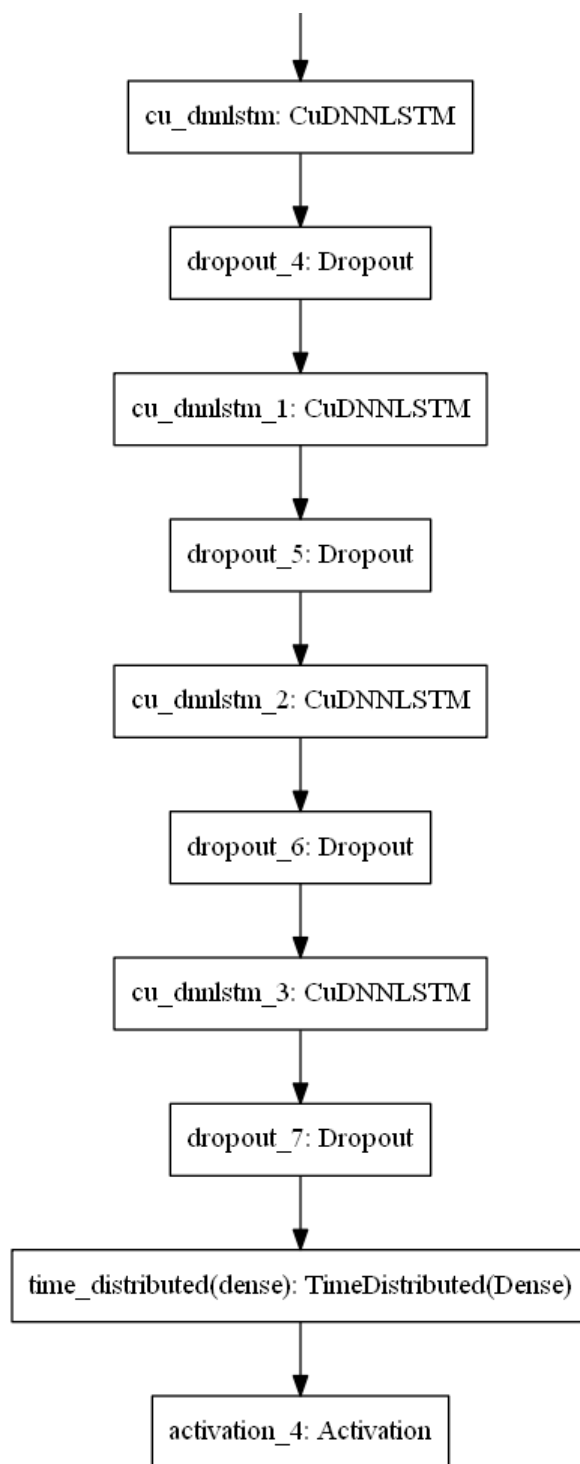 cu_dnnlstm: CuDNNLSTM
dropout_4: Dropout
cu_dnnlstm_1: CuDNNLSTM
dropout_5: Dropout
cu_dnnlstm_2: CuDNNLSTM
dropout_6: Dropout
cu_dnnlstm_3: CuDNNLSTM
dropout_7: Dropout
time_distributed(dense): TimeDistributed(Dense)
activation_4: Activation